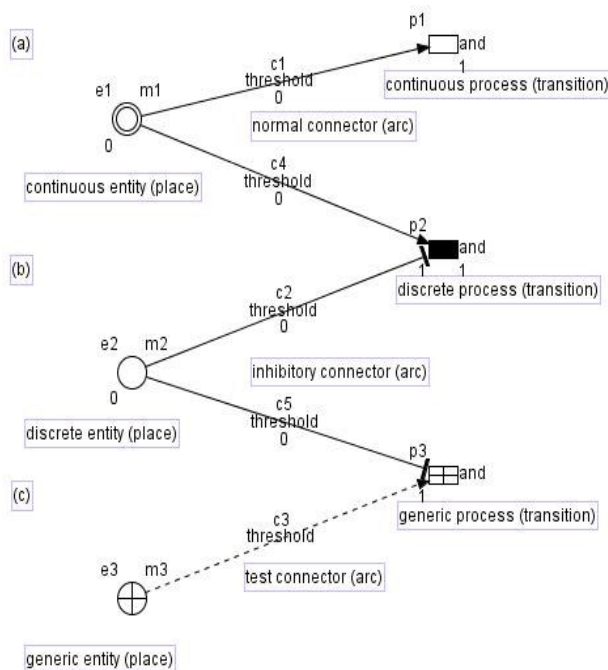 p1
(a)
and
c1
1
threshold
continuous process (transition)
e1 m1
0
normal connector (arc)
0
c4
continuous entity (place)
threshold
0
p2
and
(b)
1 1
c2
discrete process (transition)
threshold
0
e2 m2
inhibitory connector (arc)
0
c5
threshold
discrete entity (place)
0
p3
and
(c)
1
c3
generic process (transition)
threshold
e3 m3
test connector (arc)
generic entity (place)